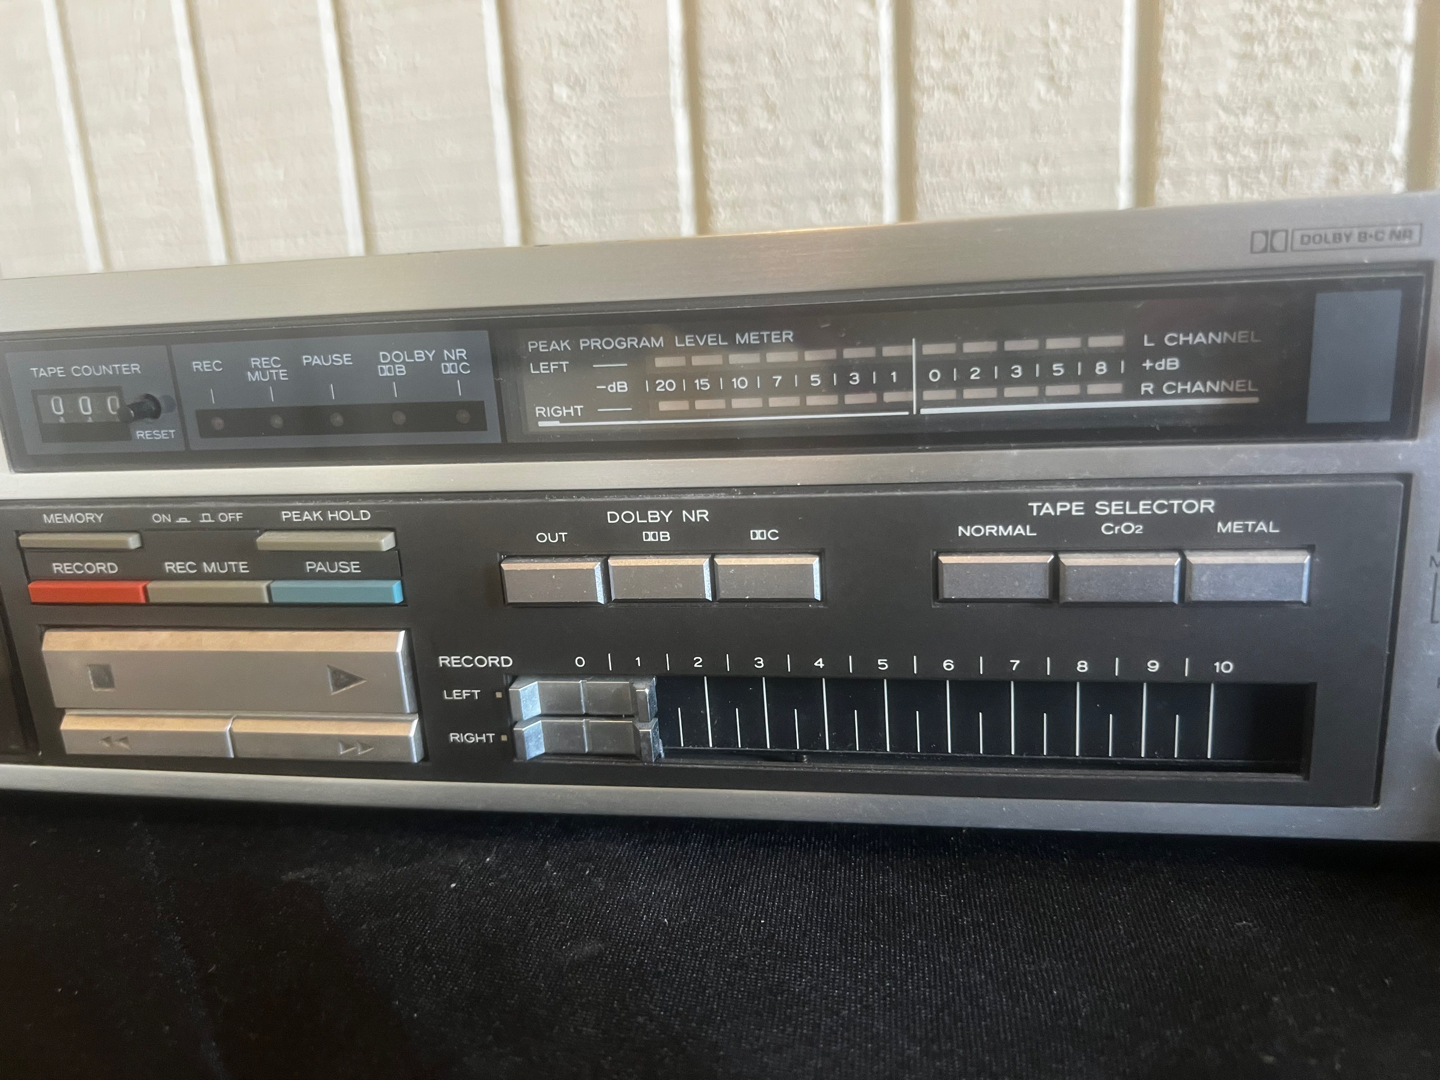 DOLBY B·C NR
TAPE COUNTER
0 0 0
RESET
REC
REC MUTE
PAUSE
DOLBY NR
B C
PEAK PROGRAM LEVEL METER
LEFT
L CHANNEL
-dB | 20 | 15 | 10 | 7 | 5 | 3 | 1 0 | 2 | 3 | 5 | 8 | +dB
RIGHT
R CHANNEL
MEMORY
ON OFF
PEAK HOLD
RECORD
REC MUTE
PAUSE
DOLBY NR
OUT B C
TAPE SELECTOR
NORMAL CrO2 METAL
RECORD 0 | 1 | 2 | 3 | 4 | 5 | 6 | 7 | 8 | 9 | 10
LEFT
RIGHT